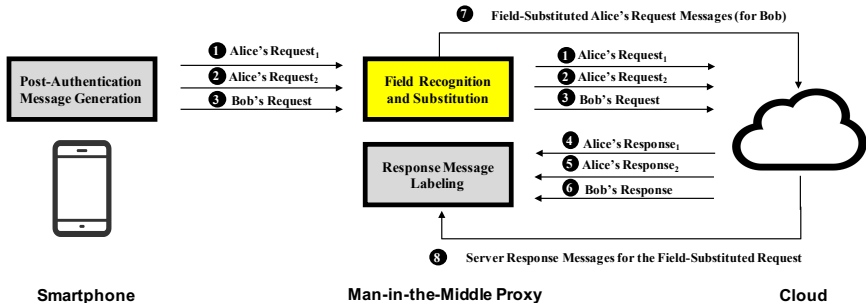 7 Field-Substituted Alice's Request Messages (for Bob)
Post-Authentication
Message Generation
1 Alice's Request₁
2 Alice's Request₂
3 Bob's Request
Field Recognition
and Substitution
1 Alice's Request₁
2 Alice's Request₂
3 Bob's Request
Response Message
Labeling
4 Alice's Response₁
5 Alice's Response₂
6 Bob's Response
8 Server Response Messages for the Field-Substituted Request
Smartphone
Man-in-the-Middle Proxy
Cloud